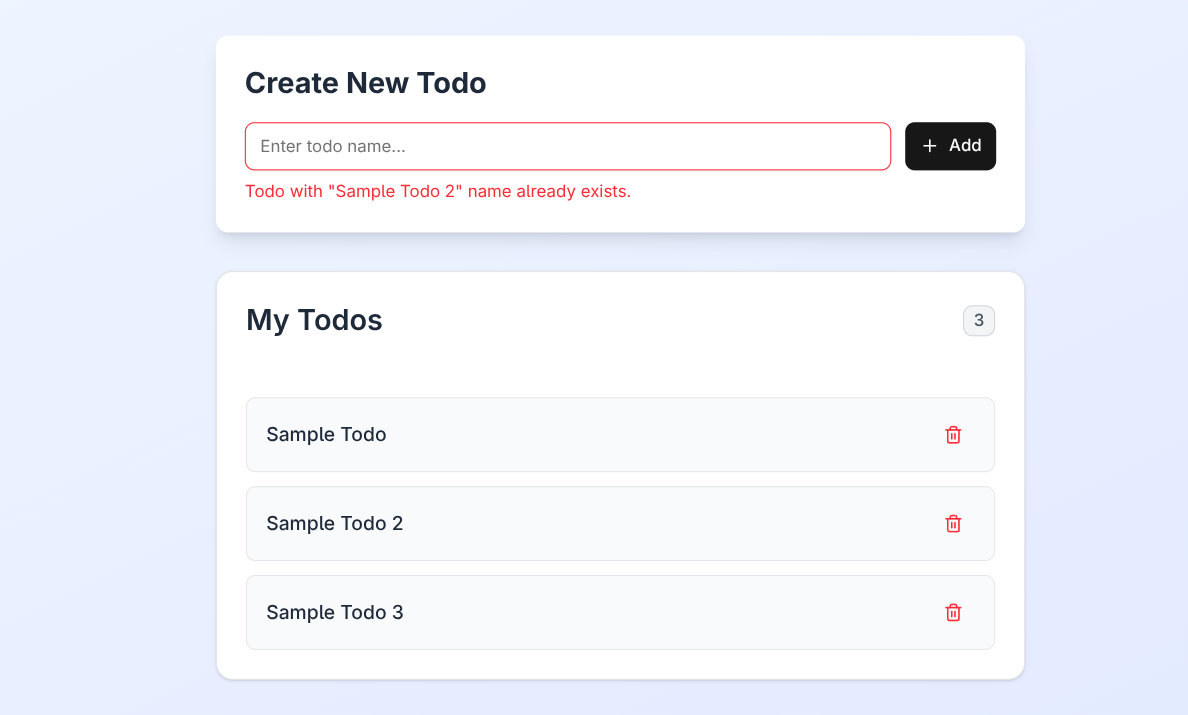 Create New Todo
Enter todo name...
Add
Todo with "Sample Todo 2" name already exists.
My Todos
3
Sample Todo
Sample Todo 2
Sample Todo 3